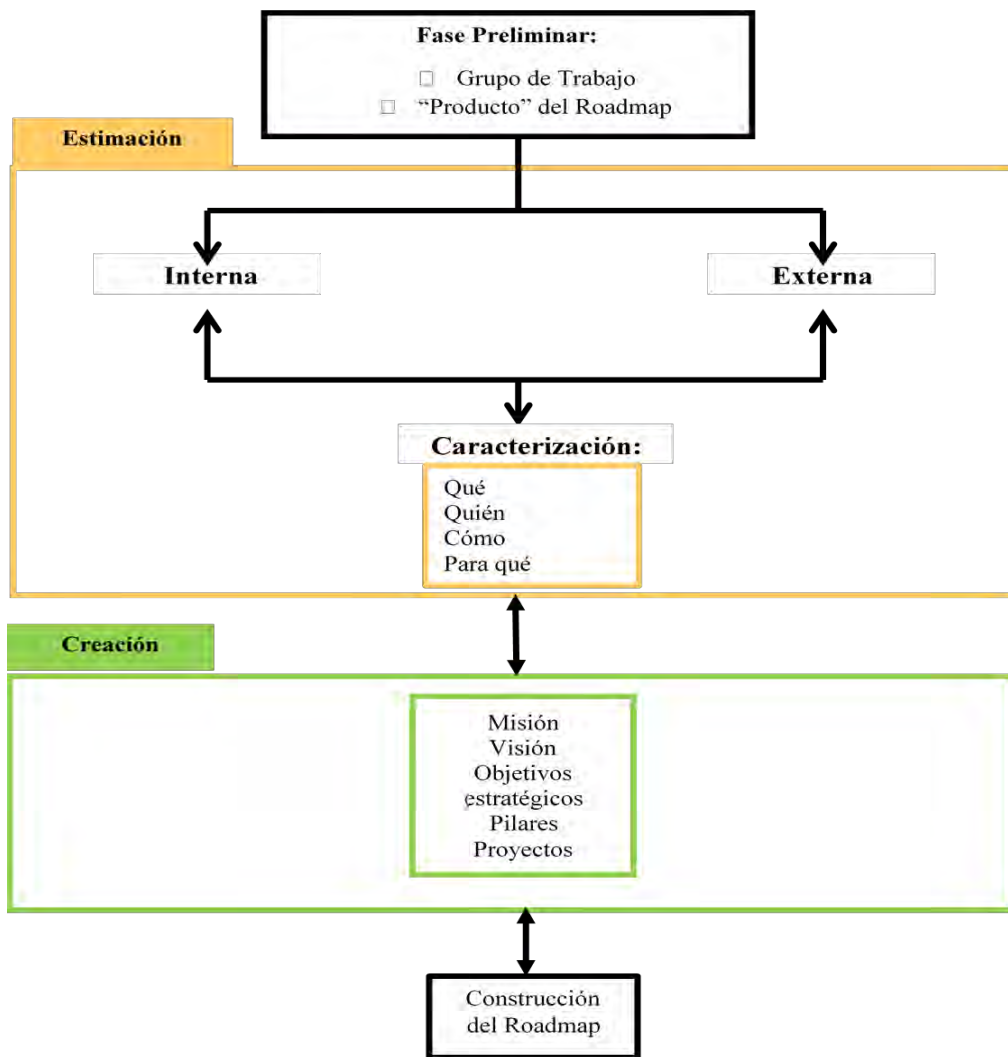 Fase Preliminar:
Grupo de Trabajo
“Producto” del Roadmap
Estimación
Interna
Externa
Caracterización:
Qué
Quién
Cómo
Para qué
Creación
Misión
Visión
Objetivos
estratégicos
Pilares
Proyectos
Construcción
del Roadmap